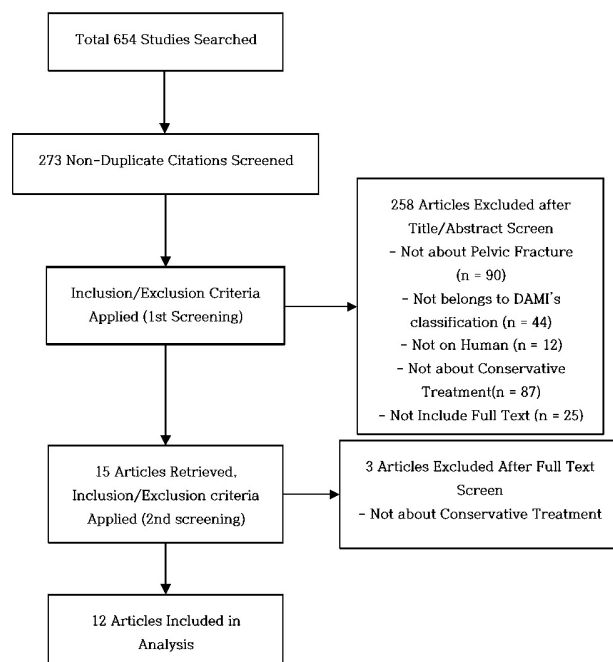 Total 654 Studies Searched
273 Non-Duplicate Citations Screened
Inclusion/Exclusion Criteria
Applied (1st Screening)
258 Articles Excluded after
Title/Abstract Screen
- Not about Pelvic Fracture
(n = 90)
- Not belongs to DAMI's
classification (n = 44)
- Not on Human (n = 12)
- Not about Conservative
Treatment(n = 87)
- Not Include Full Text (n = 25)
15 Articles Retrieved,
Inclusion/Exclusion criteria
Applied (2nd screening)
3 Articles Excluded After Full Text
Screen
- Not about Conservative Treatment
12 Articles Included in
Analysis